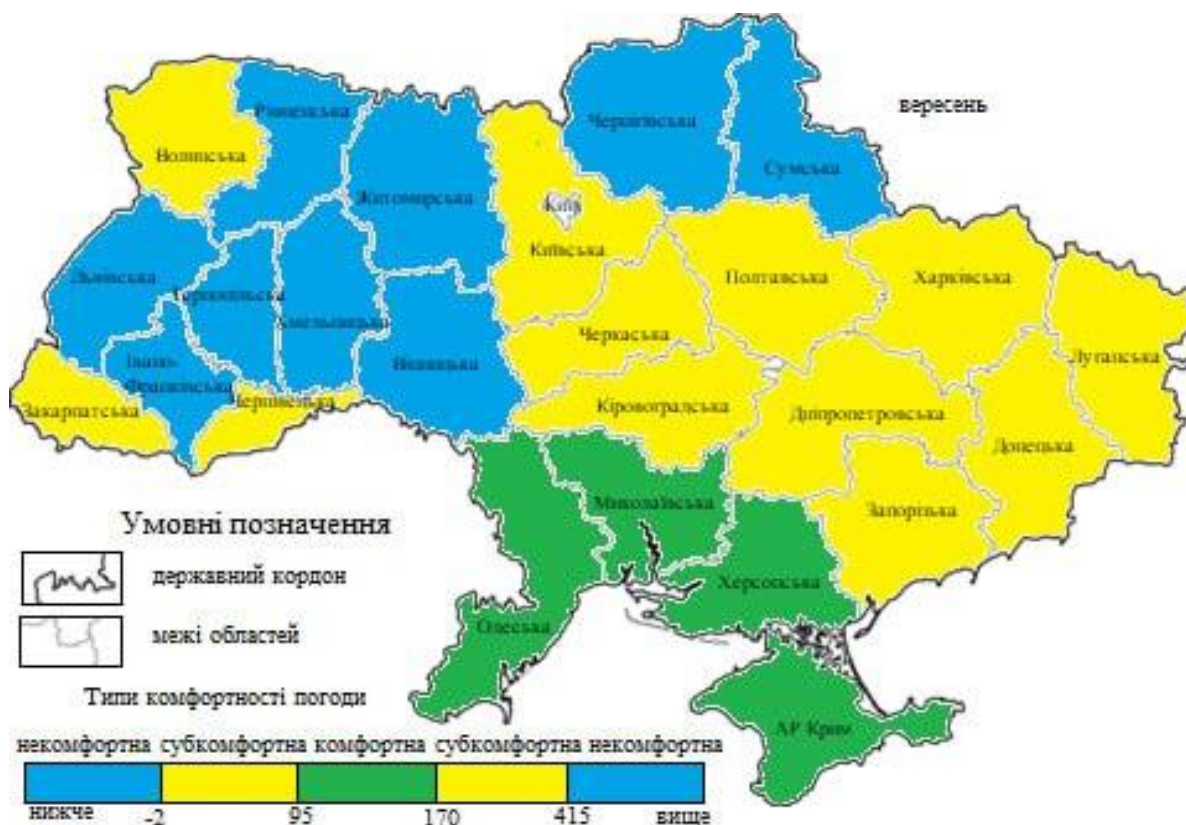 вересень
Рівненська
Волинська
Чернігівська
Сумська
Житомирська
Київ
Київська
Львівська
Тернопільська
Хмельницька
Вінницька
Полтавська
Харківська
Черкаська
Луганська
Івано-
Франківська
Закарпатська
Чернівецька
Кіровоградська
Дніпропетровська
Донецька
Миколаївська
Запорізька
Херсонська
Одеська
АР Крим
Умовні позначення
державний кордон
межі областей
Типи комфортності погоди
некомфортна субкомфортна комфортна субкомфортна некомфортна
нижче -2 95 170 415 вище